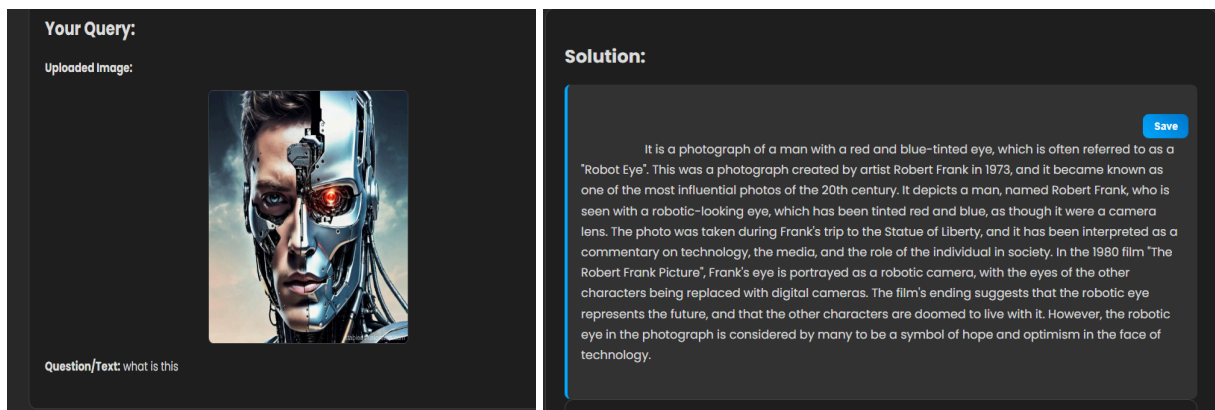 Your Query:
Uploaded Image:
Question/Text: what is this
Solution:
Save
It is a photograph of a man with a red and blue-tinted eye, which is often referred to as a
"Robot Eye". This was a photograph created by artist Robert Frank in 1973, and it became known as
one of the most influential photos of the 20th century. It depicts a man, named Robert Frank, who is
seen with a robotic-looking eye, which has been tinted red and blue, as though it were a camera
lens. The photo was taken during Frank's trip to the Statue of Liberty, and it has been interpreted as a
commentary on technology, the media, and the role of the individual in society. In the 1980 film "The
Robert Frank Picture", Frank's eye is portrayed as a robotic camera, with the eyes of the other
characters being replaced with digital cameras. The film's ending suggests that the robotic eye
represents the future, and that the other characters are doomed to live with it. However, the robotic
eye in the photograph is considered by many to be a symbol of hope and optimism in the face of
technology.